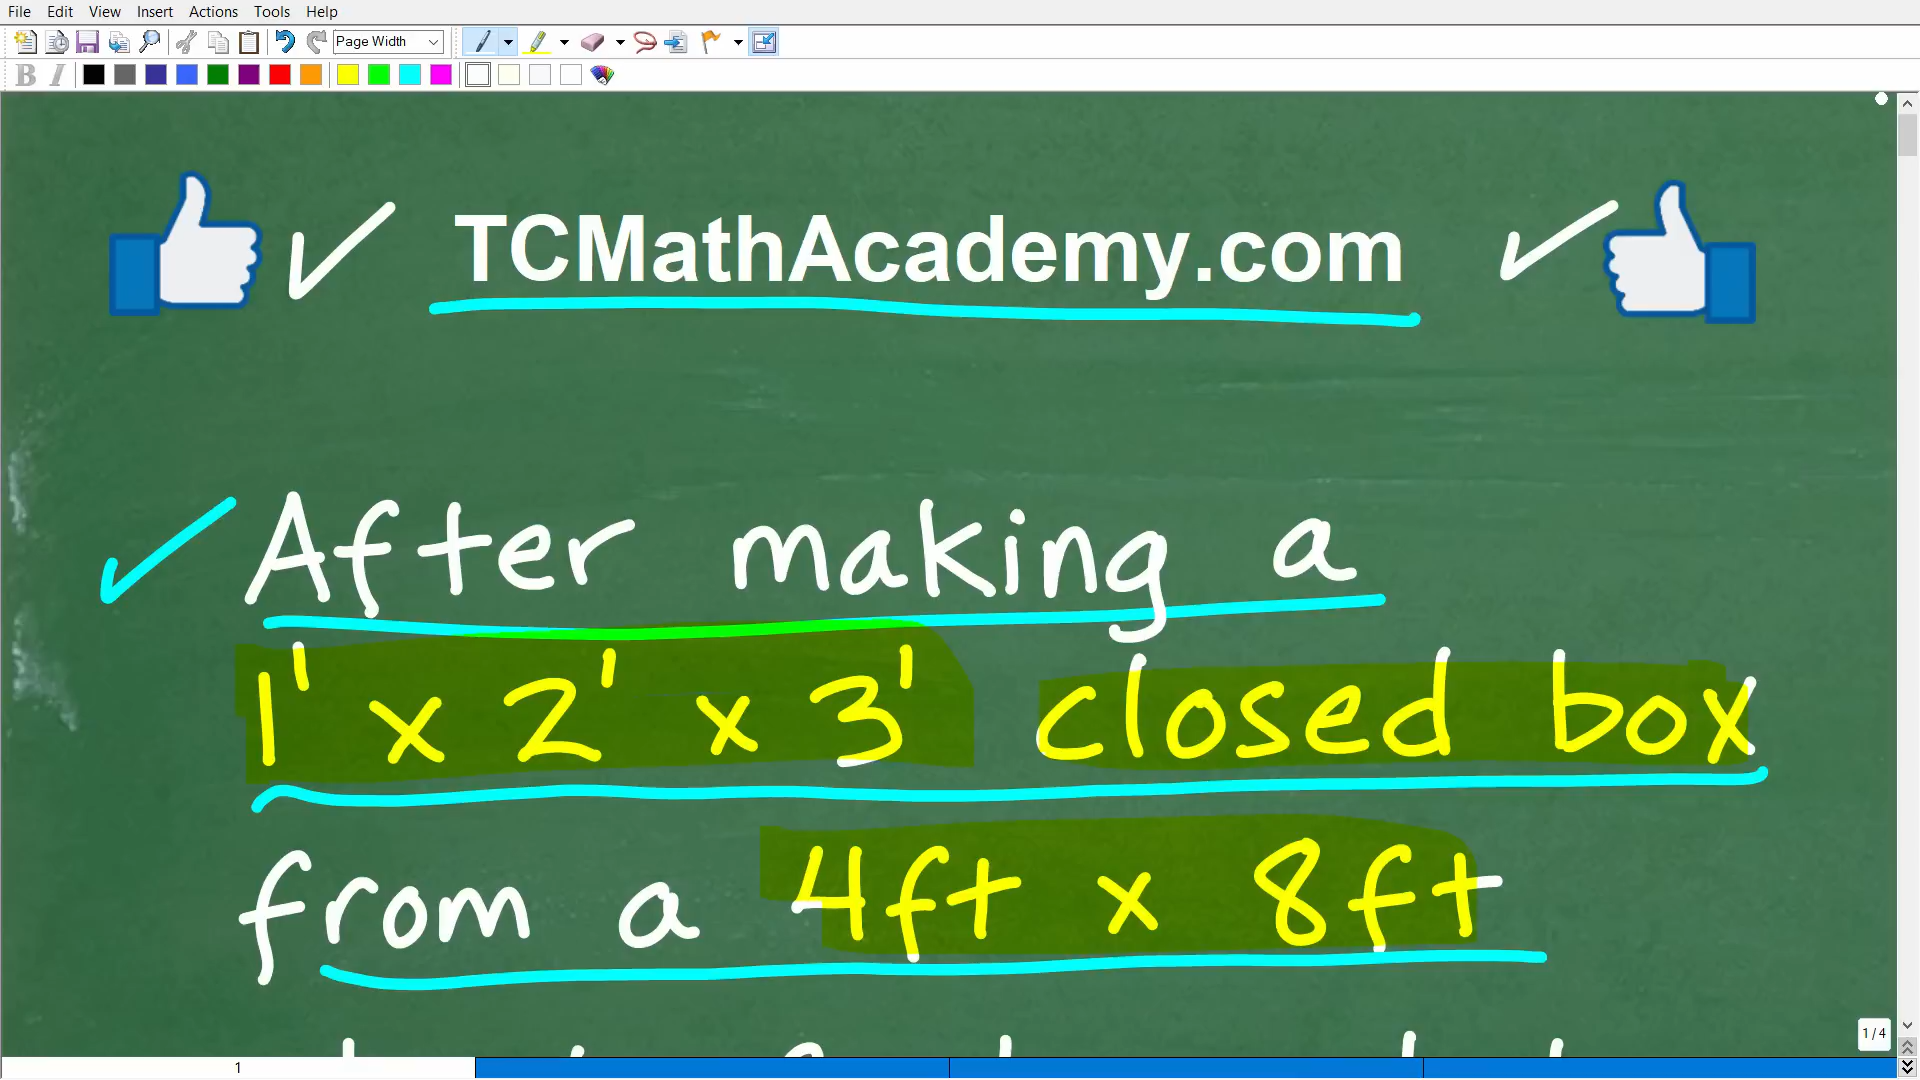 File Edit View Insert Actions Tools Help
Page Width
B I
TCMathAcademy.com
After making a
1' x 2' x 3' closed box
from a 4ft x 8ft
1 / 4
1